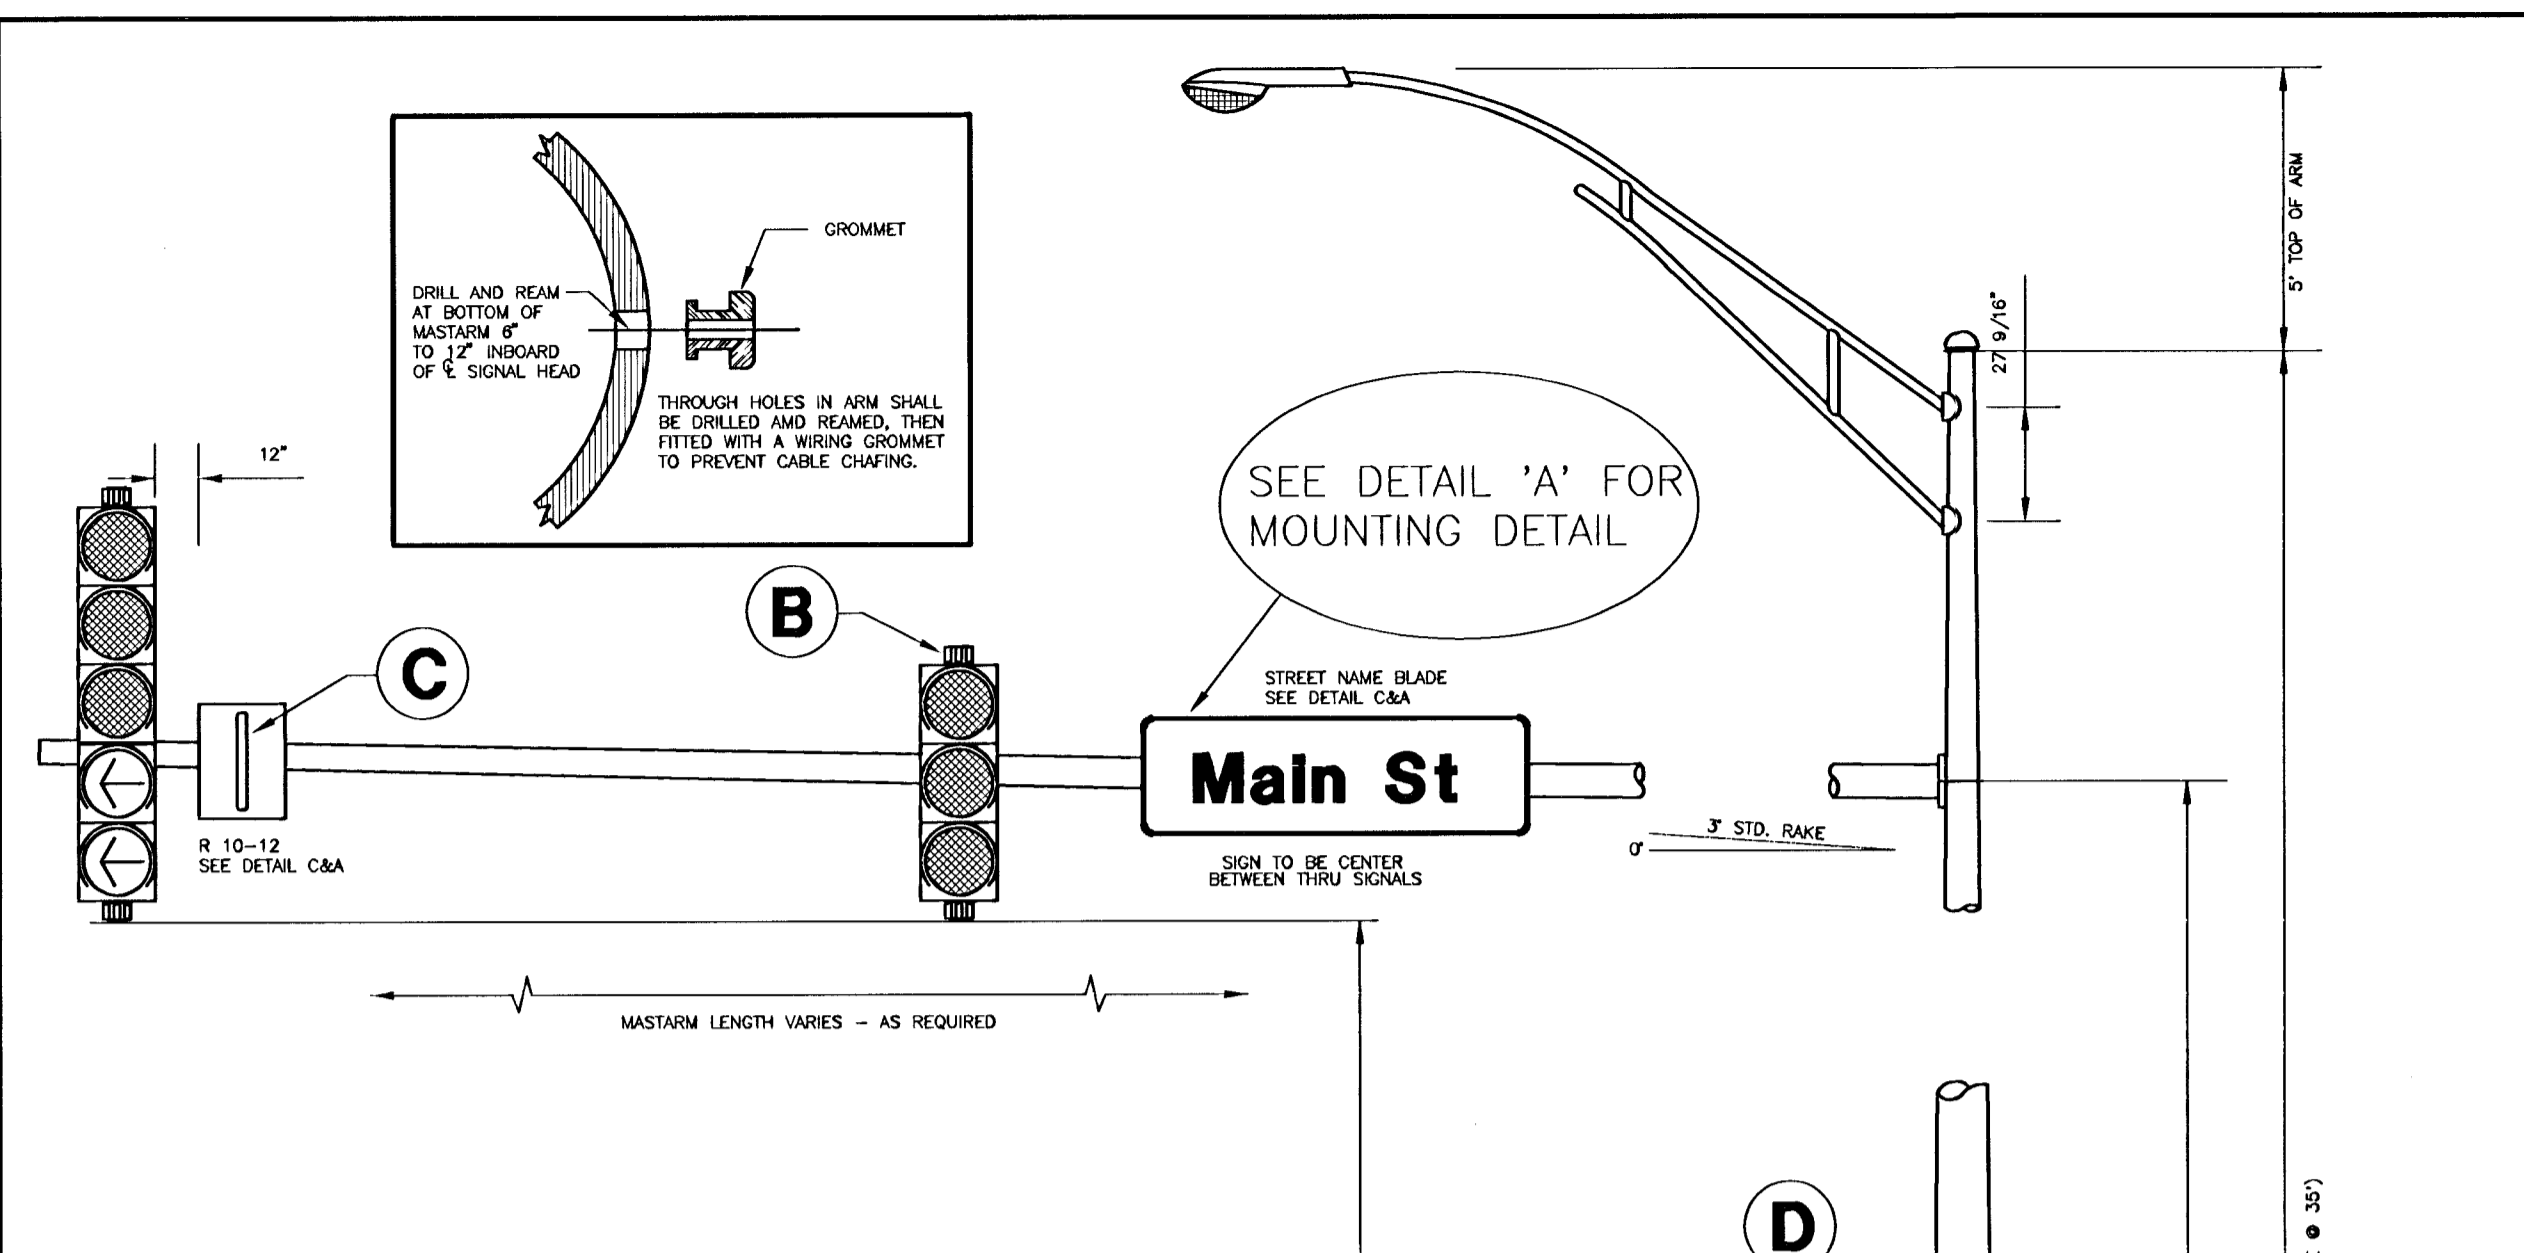 5' TOP OF ARM
GROMMET
DRILL AND REAM
AT BOTTOM OF
MASTARM 6"
TO 12" INBOARD
OF ℄ SIGNAL HEAD
THROUGH HOLES IN ARM SHALL
BE DRILLED AMD REAMED, THEN
FITTED WITH A WIRING GROMMET
TO PREVENT CABLE CHAFING.
27 9/16"
12"
SEE DETAIL 'A' FOR
MOUNTING DETAIL
B
C
STREET NAME BLADE
SEE DETAIL C&A
Main St
R 10-12
SEE DETAIL C&A
SIGN TO BE CENTER
BETWEEN THRU SIGNALS
3° STD. RAKE
0°
MASTARM LENGTH VARIES - AS REQUIRED
D
@ 35')